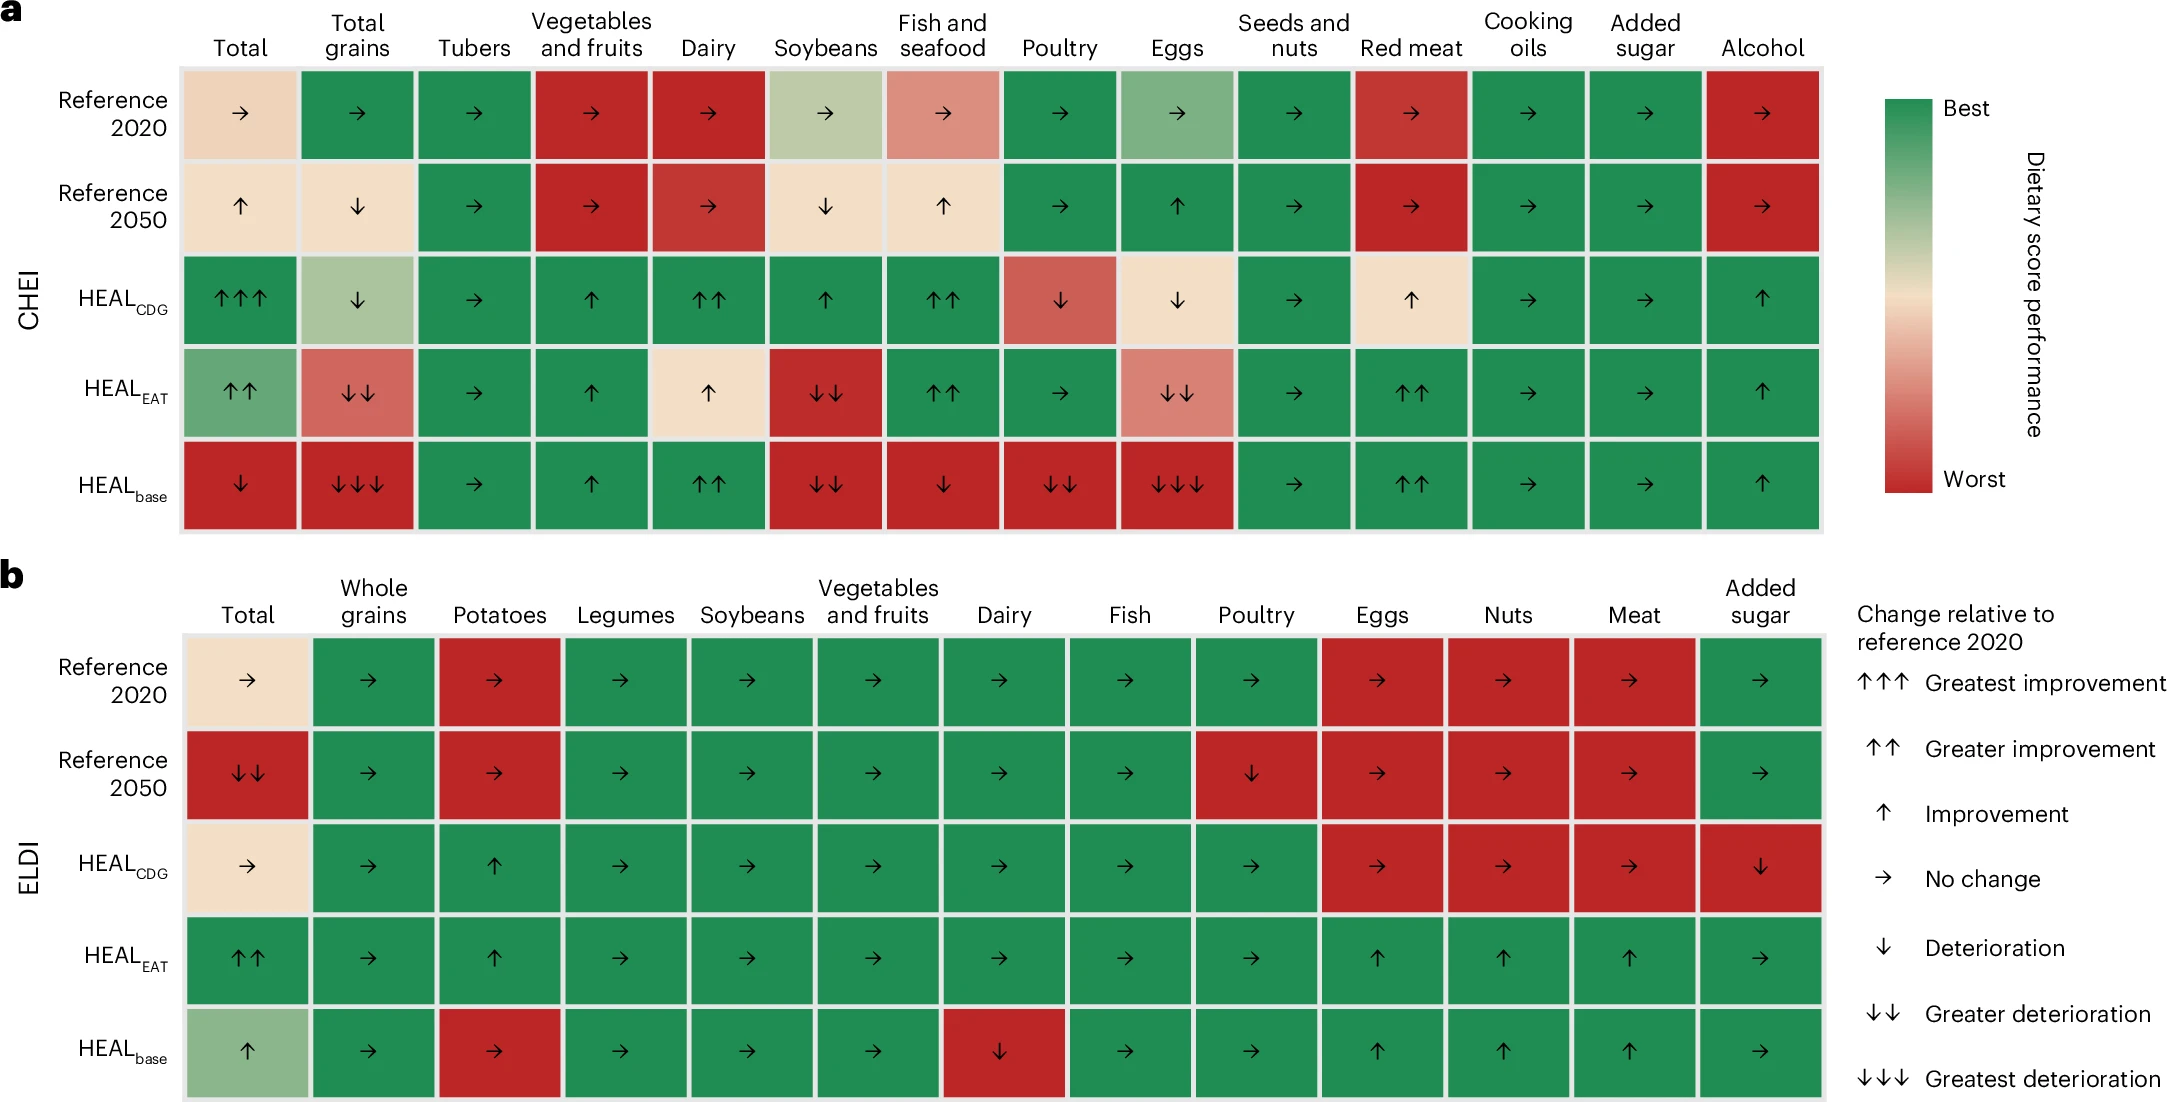 a
Total
Total
grains
Tubers
Vegetables
and fruits
Dairy
Soybeans
Fish and
seafood
Poultry
Eggs
Seeds and
nuts
Red meat
Cooking
oils
Added
sugar
Alcohol
CHEI
Reference
2020
→ → → → → → → → → → → → → →
Reference
2050
↑ ↓ → → → ↓ ↑ → ↑ → → → → →
HEALCDG
↑↑↑ ↓ → ↑ ↑↑ ↑ ↑↑ ↓ ↓ → ↑ → → ↑
HEALEAT
↑↑ ↓↓ → ↑ ↑ ↓↓ ↑↑ → ↓↓ → ↑↑ → → ↑
HEALbase
↓ ↓↓↓ → ↑ ↑↑ ↓↓ ↓ ↓↓ ↓↓↓ → ↑↑ → → ↑
Best
Dietary score performance
Worst
b
Total
Whole
grains
Potatoes
Legumes
Soybeans
Vegetables
and fruits
Dairy
Fish
Poultry
Eggs
Nuts
Meat
Added
sugar
ELDI
Reference
2020
→ → → → → → → → → → → → →
Reference
2050
↓↓ → → → → → → → ↓ → → → →
HEALCDG
→ → ↑ → → → → → → → → → ↓
HEALEAT
↑↑ → ↑ → → → → → → ↑ ↑ ↑ →
HEALbase
↑ → → → → → ↓ → → ↑ ↑ ↑ →
Change relative to
reference 2020
↑↑↑ Greatest improvement
↑↑ Greater improvement
↑ Improvement
→ No change
↓ Deterioration
↓↓ Greater deterioration
↓↓↓ Greatest deterioration